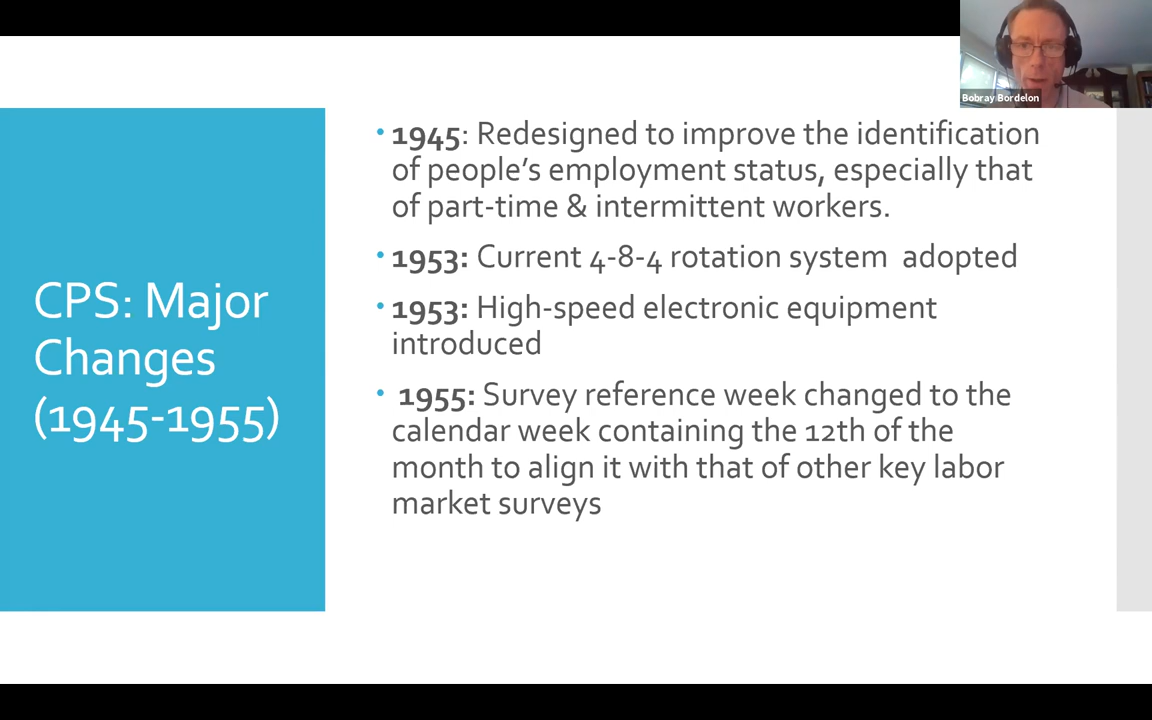 Bobray Bordelon
CPS: Major
Changes
(1945-1955)
• 1945: Redesigned to improve the identification
of people’s employment status, especially that
of part-time & intermittent workers.
• 1953: Current 4-8-4 rotation system  adopted
• 1953: High-speed electronic equipment
introduced
• 1955: Survey reference week changed to the
calendar week containing the 12th of the
month to align it with that of other key labor
market surveys